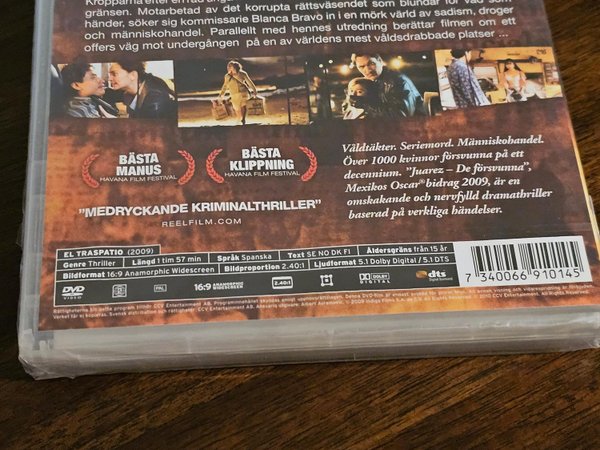 gränsen. Motarbetad av det korrupta rättsväsendet som blundar för vad som
händer, söker sig kommissarie Blanca Bravo in i en mörk värld av sadism, droger
och människohandel. Parallellt med hennes utredning berättar filmen om ett
offers väg mot undergången på en av världens mest våldsdrabbade platser ...
BÄSTA
MANUS
HAVANA FILM FESTIVAL
BÄSTA
KLIPPNING
HAVANA FILM FESTIVAL
"MEDRYCKANDE KRIMINALTHRILLER"
REELFILM.COM
Våldtäkter. Seriemord. Människohandel.
Över 1000 kvinnor försvunna på ett
decennium. "Juarez – De försvunna",
Mexikos Oscar® bidrag 2009, är en
omskakande och nervfylld dramathriller
baserad på verkliga händelser.
EL TRASPATIO (2009)
Genre Thriller Längd 1 tim 57 min Språk Spanska Text SE NO DK FI Åldersgräns från 15 år
Bildformat 16:9 Anamorphic Widescreen Bildproportion 2.40:1 Ljudformat 5.1 Dolby Digital / 5.1 DTS
DVD VIDEO 2 PAL 16:9 ANAMORPHIC WIDESCREEN 2.40:1 DOLBY DIGITAL dts Digital Surround
7 340066 910145